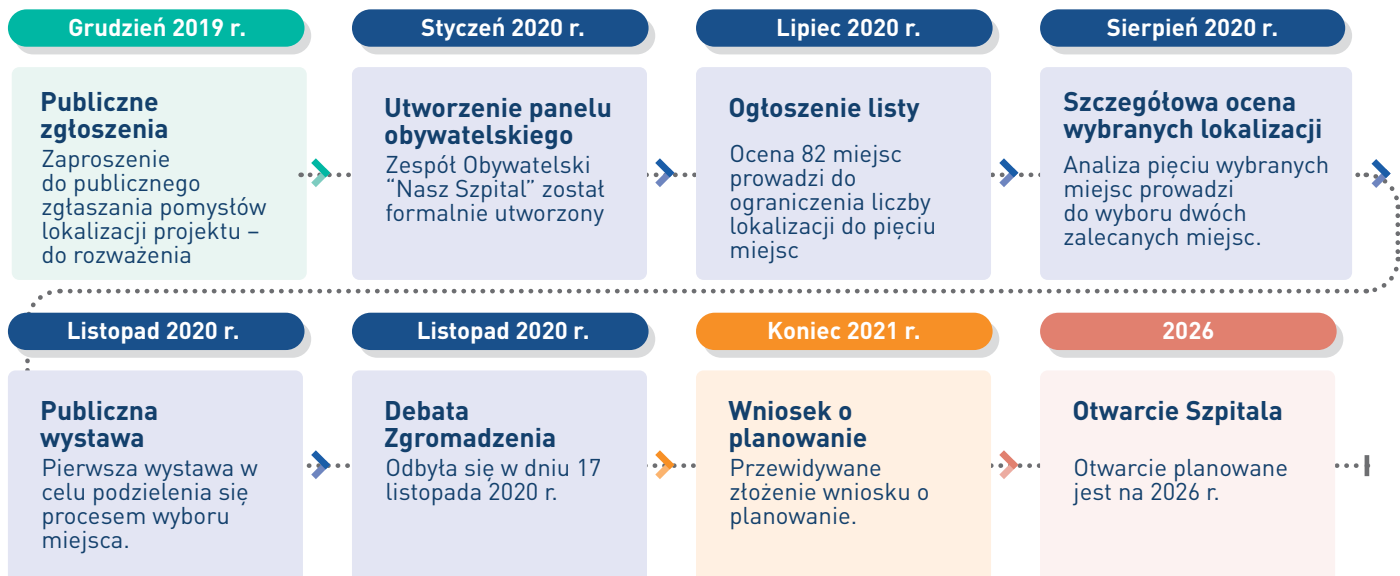 Grudzień 2019 r.
Publiczne
zgłoszenia
Zaproszenie
do publicznego
zgłaszania pomysłów
lokalizacji projektu –
do rozważenia
Styczeń 2020 r.
Utworzenie panelu
obywatelskiego
Zespół Obywatelski
“Nasz Szpital” został
formalnie utworzony
Lipiec 2020 r.
Ogłoszenie listy
Ocena 82 miejsc
prowadzi do
ograniczenia liczby
lokalizacji do pięciu
miejsc
Sierpień 2020 r.
Szczegółowa ocena
wybranych lokalizacji
Analiza pięciu wybranych
miejsc prowadzi
do wyboru dwóch
zalecanych miejsc.
Listopad 2020 r.
Publiczna
wystawa
Pierwsza wystawa w
celu podzielenia się
procesem wyboru
miejsca.
Listopad 2020 r.
Debata
Zgromadzenia
Odbyła się w dniu 17
listopada 2020 r.
Koniec 2021 r.
Wniosek o
planowanie
Przewidywane
złożenie wniosku o
planowanie.
2026
Otwarcie Szpitala
Otwarcie planowane
jest na 2026 r.